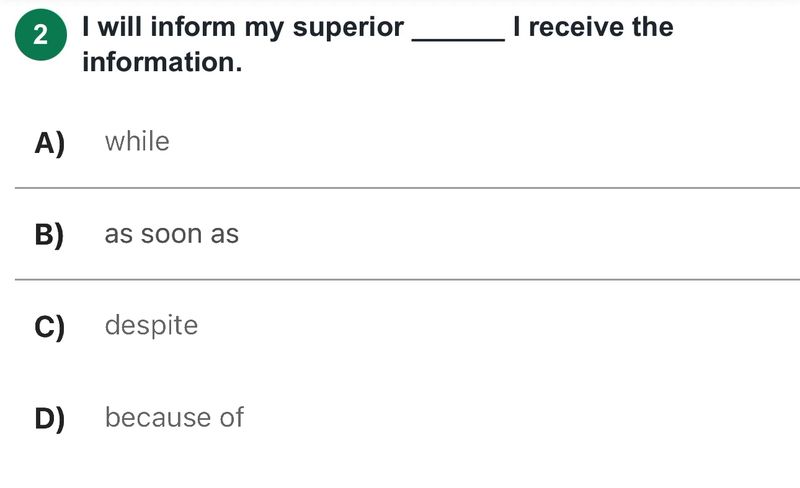 2 I will inform my superior ______ I receive the
information.
A) while
B) as soon as
C) despite
D) because of